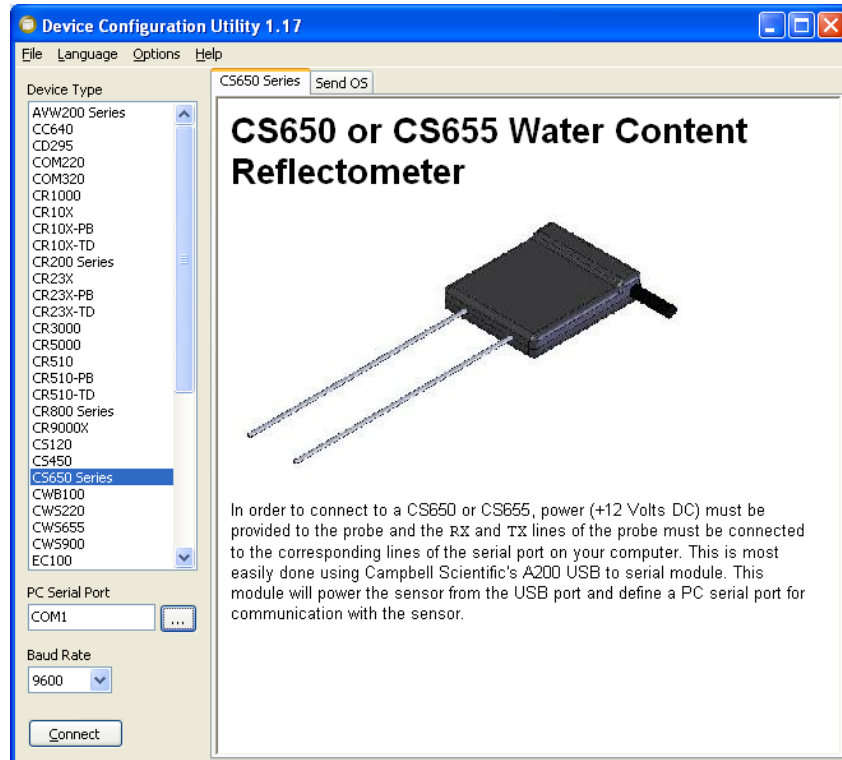 Device Configuration Utility 1.17
File Language Options Help
Device Type
AVW200 Series
CC640
CD295
COM220
COM320
CR1000
CR10X
CR10X-PB
CR10X-TD
CR200 Series
CR23X
CR23X-PB
CR23X-TD
CR3000
CR5000
CR510
CR510-PB
CR510-TD
CR800 Series
CR9000X
CS120
CS450
CS650 Series
CWB100
CWS220
CWS655
CWS900
EC100
PC Serial Port
COM1
...
Baud Rate
9600
Connect
CS650 Series Send OS
CS650 or CS655 Water Content
Reflectometer
In order to connect to a CS650 or CS655, power (+12 Volts DC) must be
provided to the probe and the RX and TX lines of the probe must be connected
to the corresponding lines of the serial port on your computer. This is most
easily done using Campbell Scientific's A200 USB to serial module. This
module will power the sensor from the USB port and define a PC serial port for
communication with the sensor.